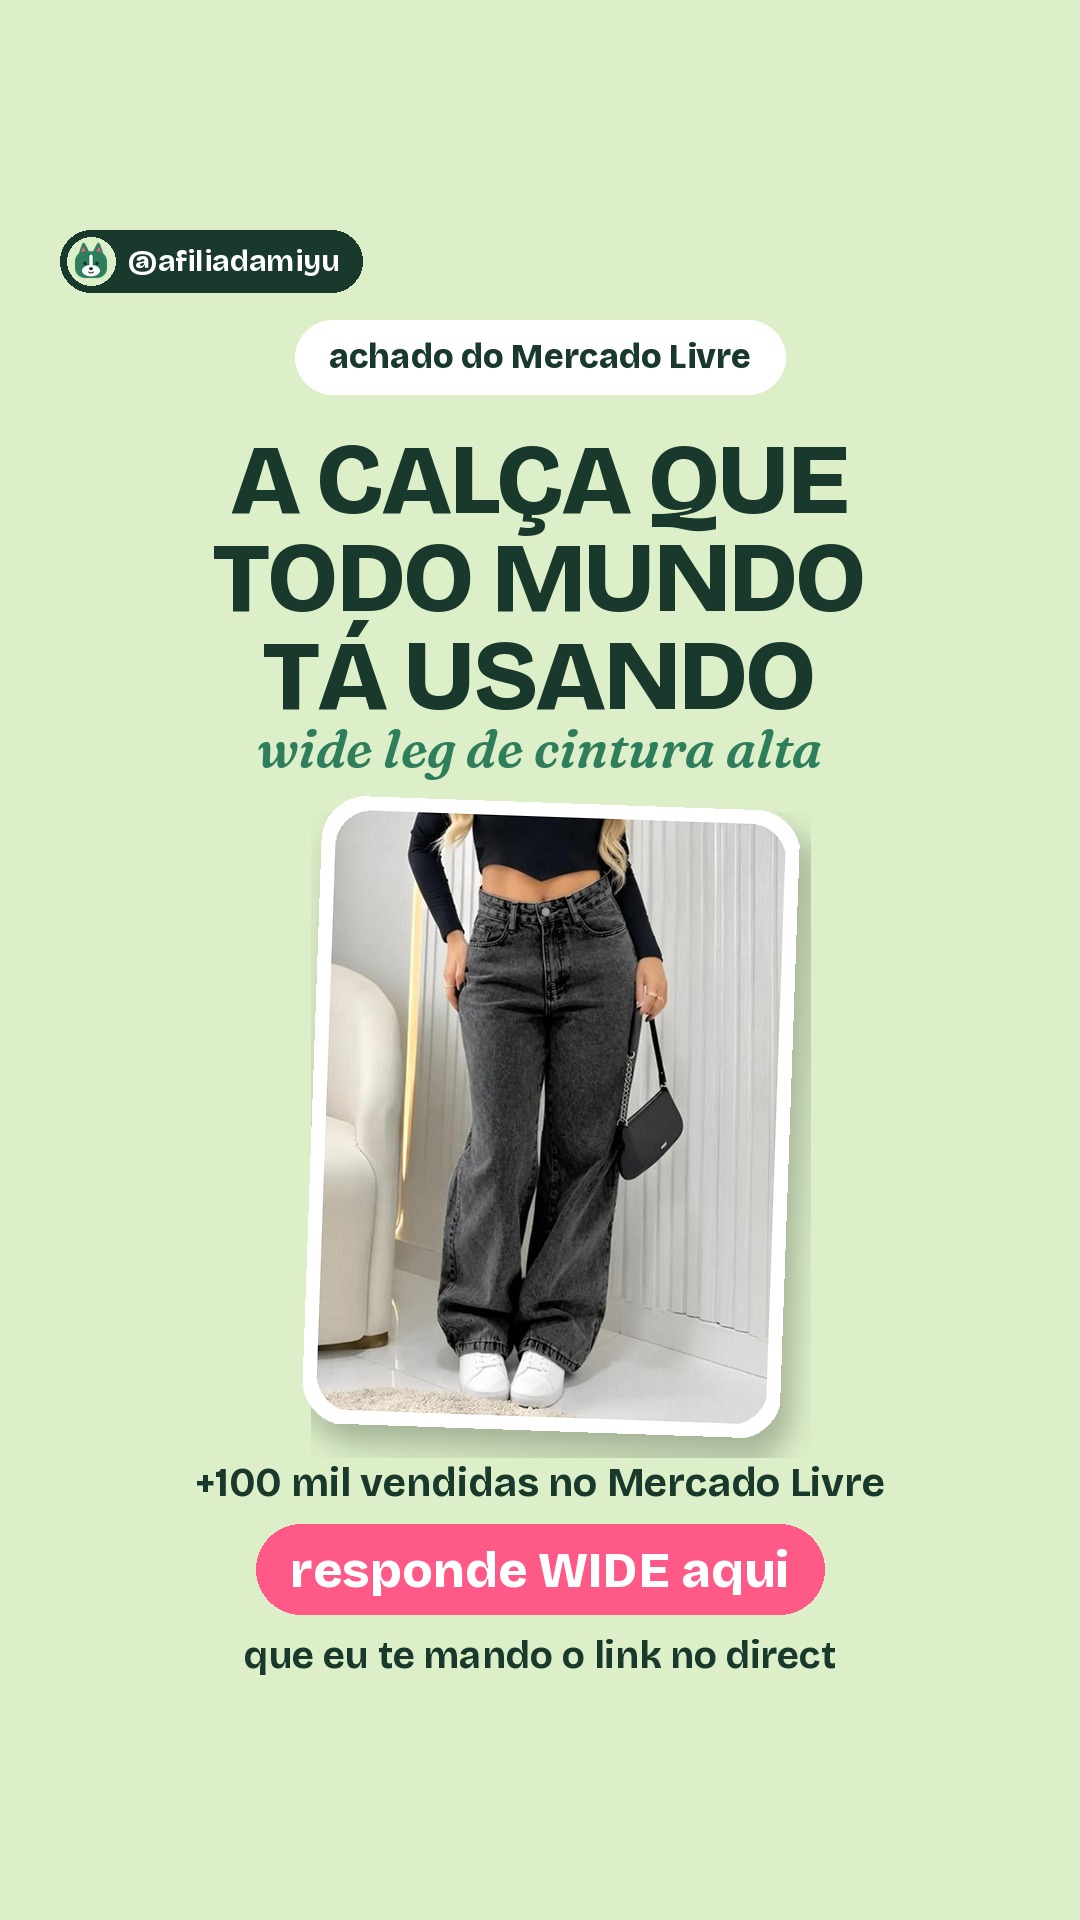 @afiliadamiyu
achado do Mercado Livre
A CALÇA QUE
TODO MUNDO
TÁ USANDO
wide leg de cintura alta
+100 mil vendidas no Mercado Livre
responde WIDE aqui
que eu te mando o link no direct